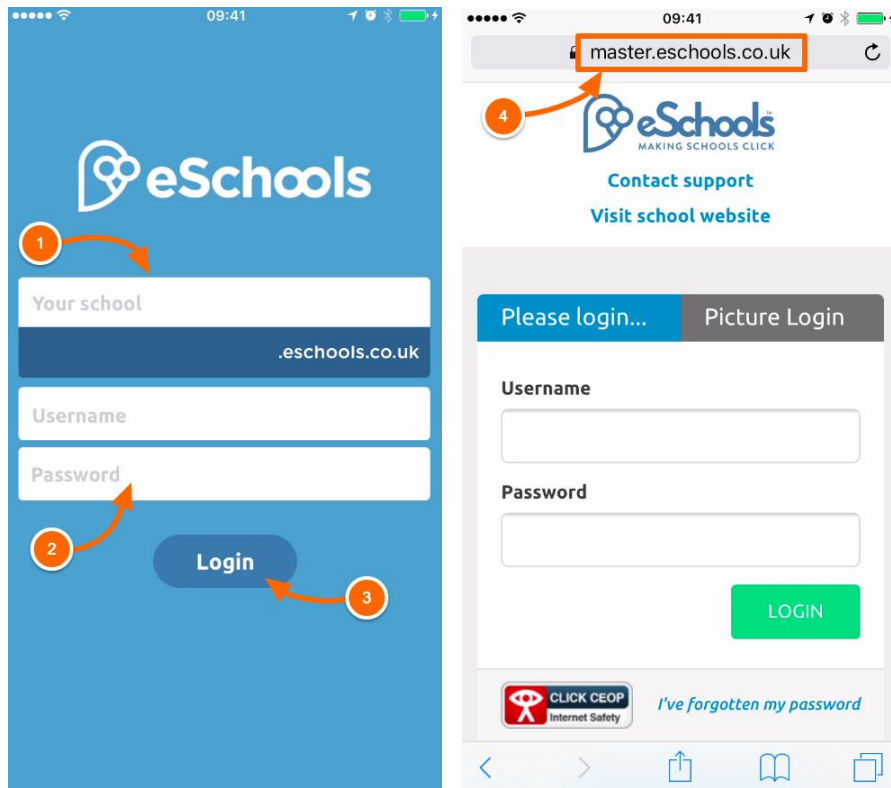 09:41
eSchools
1
Your school
.eschools.co.uk
Username
Password
2
Login
3
09:41
master.eschools.co.uk
4
eSchools™
MAKING SCHOOLS CLICK
Contact support
Visit school website
Please login... Picture Login
Username
Password
LOGIN
CLICK CEOP
Internet Safety
I've forgotten my password